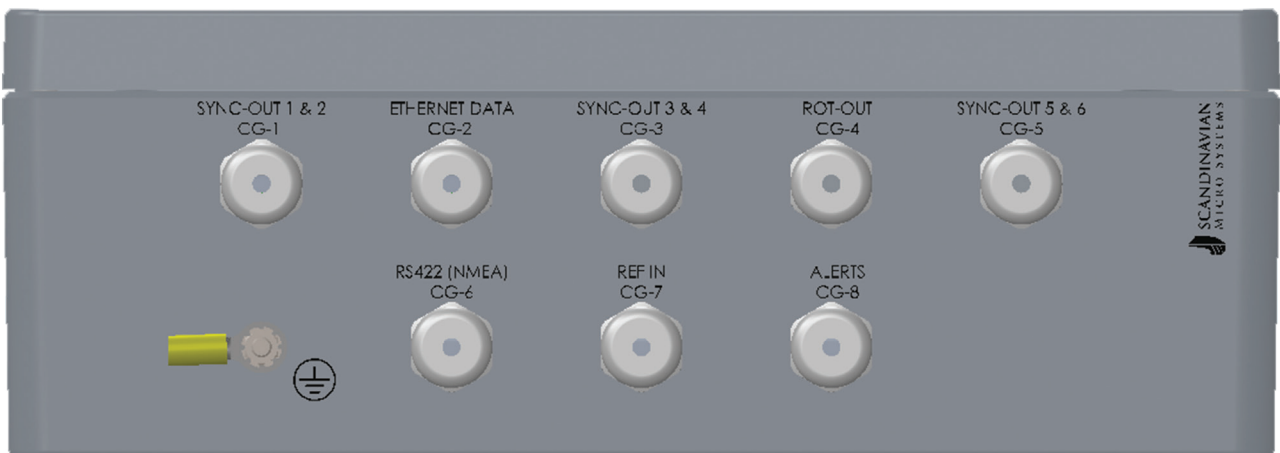 SYNC-OUT 1 & 2
CG-1
ETHERNET DATA
CG-2
SYNC-OUT 3 & 4
CG-3
ROT-OUT
CG-4
SYNC-OUT 5 & 6
CG-5
SCANDINAVIAN
MICRO SYSTEMS
RS422 (NMEA)
CG-6
REF IN
CG-7
ALERTS
CG-8